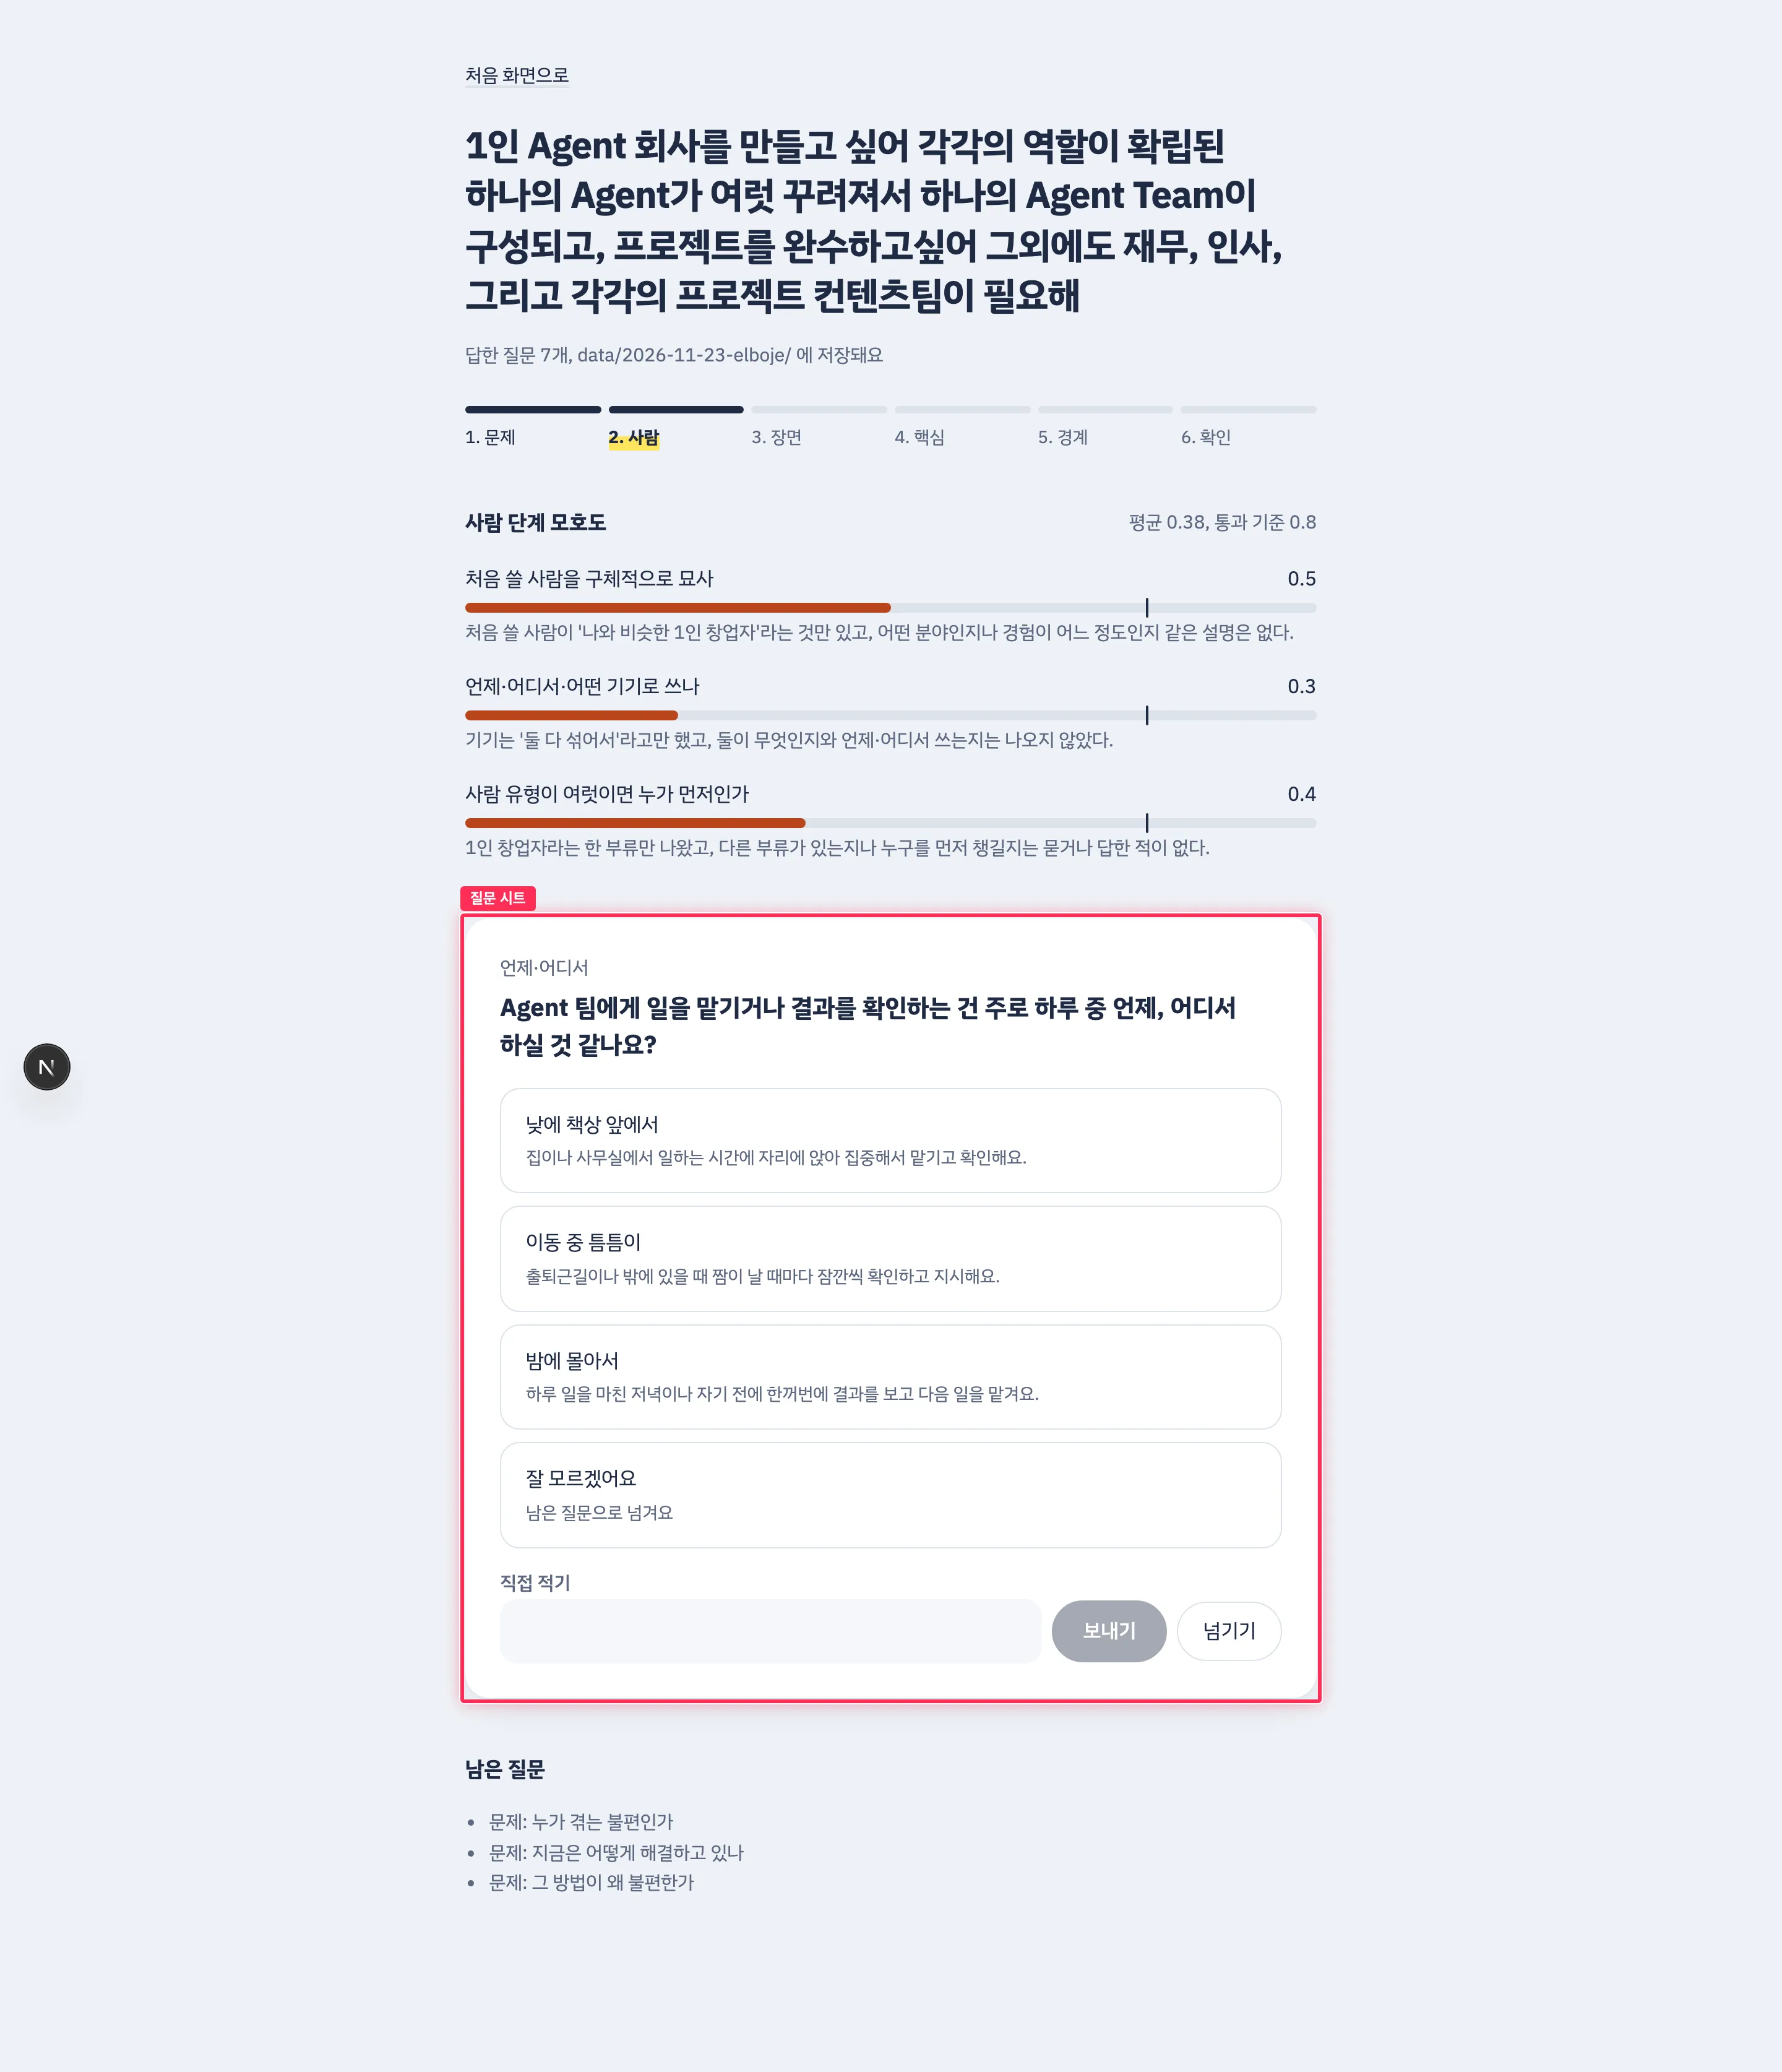 처음 화면으로
1인 Agent 회사를 만들고 싶어 각각의 역할이 확립된
하나의 Agent가 여럿 꾸려져서 하나의 Agent Team이
구성되고, 프로젝트를 완수하고싶어 그외에도 재무, 인사,
그리고 각각의 프로젝트 컨텐츠팀이 필요해
답한 질문 7개, data/2026-11-23-elboje/ 에 저장돼요
1. 문제
2. 사람
3. 장면
4. 핵심
5. 경계
6. 확인
사람 단계 모호도
평균 0.38, 통과 기준 0.8
처음 쓸 사람을 구체적으로 묘사
0.5
처음 쓸 사람이 '나와 비슷한 1인 창업자'라는 것만 있고, 어떤 분야인지나 경험이 어느 정도인지 같은 설명은 없다.
언제·어디서·어떤 기기로 쓰나
0.3
기기는 '둘 다 섞어서'라고만 했고, 둘이 무엇인지와 언제·어디서 쓰는지는 나오지 않았다.
사람 유형이 여럿이면 누가 먼저인가
0.4
1인 창업자라는 한 부류만 나왔고, 다른 부류가 있는지나 누구를 먼저 챙길지는 묻거나 답한 적이 없다.
질문 시트
언제·어디서
Agent 팀에게 일을 맡기거나 결과를 확인하는 건 주로 하루 중 언제, 어디서
하실 것 같나요?
낮에 책상 앞에서
집이나 사무실에서 일하는 시간에 자리에 앉아 집중해서 맡기고 확인해요.
이동 중 틈틈이
출퇴근길이나 밖에 있을 때 짬이 날 때마다 잠깐씩 확인하고 지시해요.
밤에 몰아서
하루 일을 마친 저녁이나 자기 전에 한꺼번에 결과를 보고 다음 일을 맡겨요.
잘 모르겠어요
남은 질문으로 넘겨요
직접 적기
보내기
넘기기
N
남은 질문
• 문제: 누가 겪는 불편인가
• 문제: 지금은 어떻게 해결하고 있나
• 문제: 그 방법이 왜 불편한가